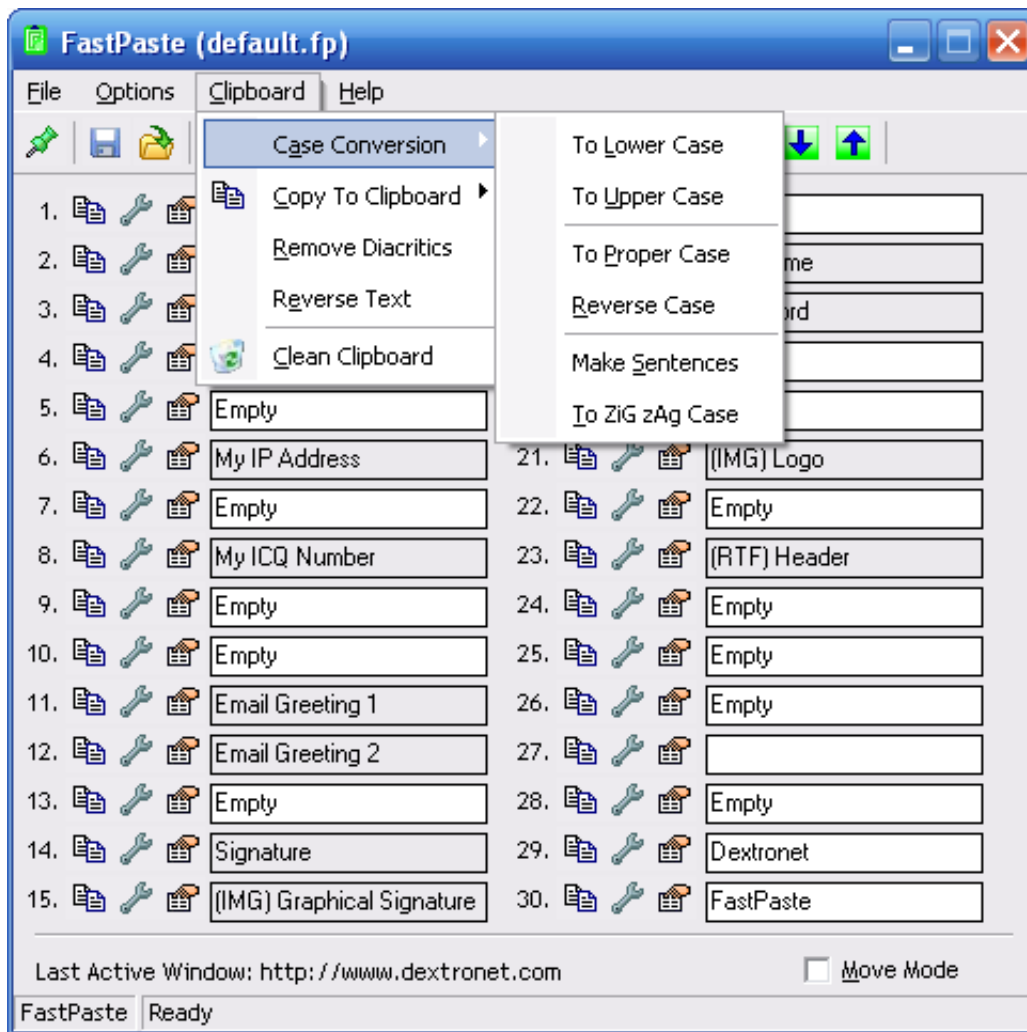 FastPaste (default.fp)
File Options Clipboard Help
Case Conversion
Copy To Clipboard
Remove Diacritics
Reverse Text
Clean Clipboard
To Lower Case
To Upper Case
To Proper Case
Reverse Case
Make Sentences
To ZiG zAg Case
1.
2.
3.
4.
5. Empty
6. My IP Address
7. Empty
8. My ICQ Number
9. Empty
10. Empty
11. Email Greeting 1
12. Email Greeting 2
13. Empty
14. Signature
15. (IMG) Graphical Signature
21. (IMG) Logo
22. Empty
23. (RTF) Header
24. Empty
25. Empty
26. Empty
27.
28. Empty
29. Dextronet
30. FastPaste
Last Active Window: http://www.dextronet.com
Move Mode
FastPaste Ready